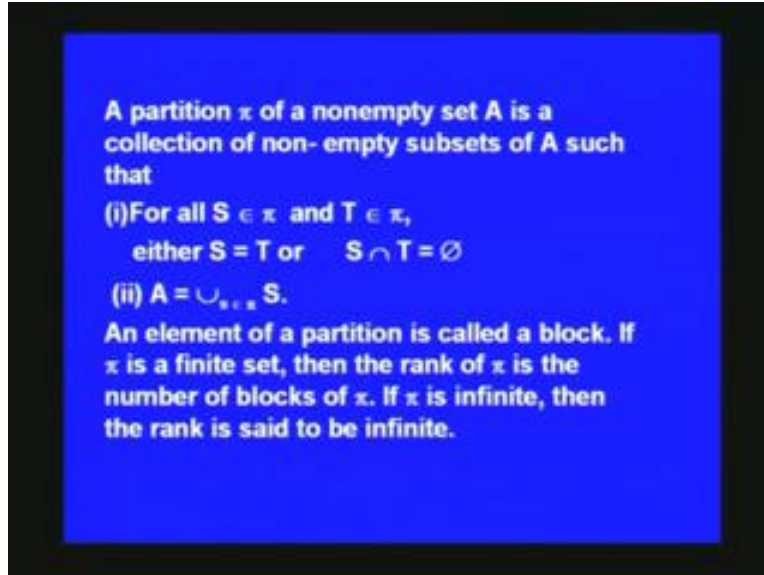 A partition π of a nonempty set A is a
collection of non- empty subsets of A such
that
(i)For all S ∈ π and T ∈ π,
either S = T or S ∩ T = ∅
(ii) A = ∪ₛ ∈ π S.
An element of a partition is called a block. If
π is a finite set, then the rank of π is the
number of blocks of π. If π is infinite, then
the rank is said to be infinite.